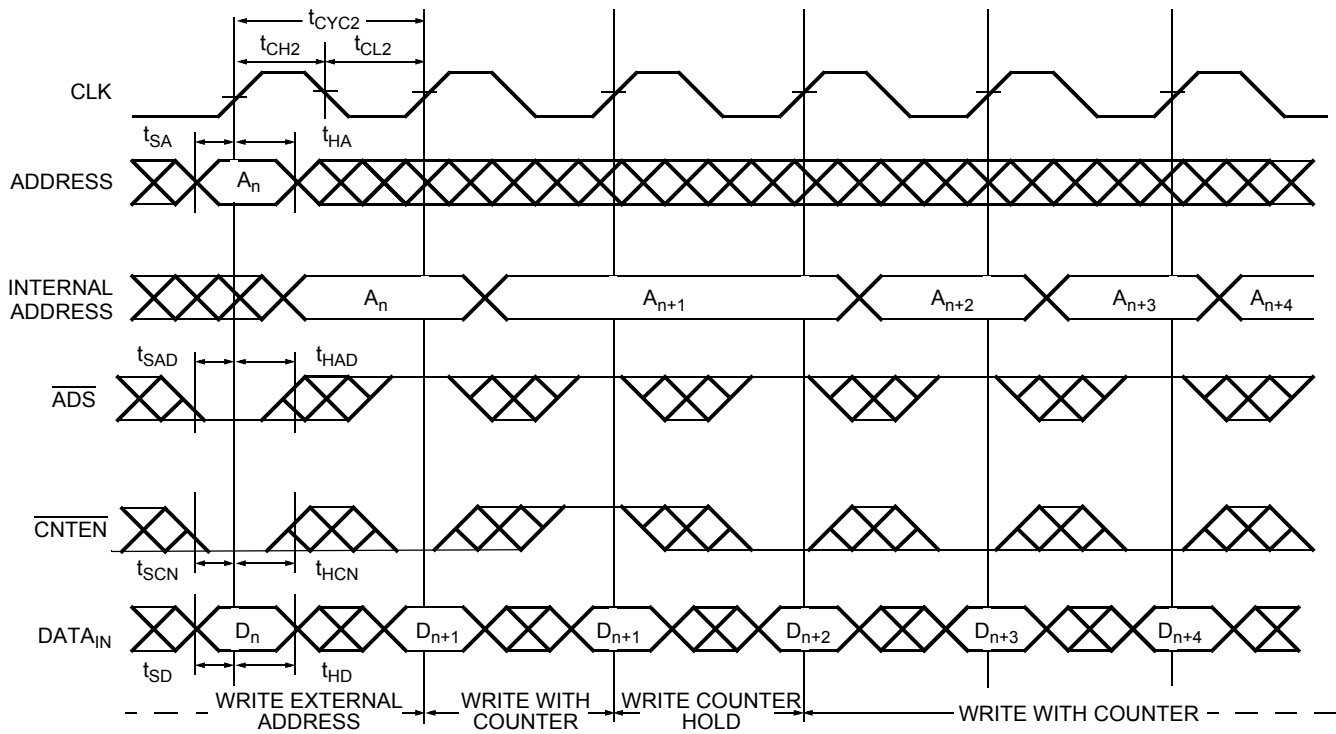 tCYC2
tCH2 tCL2
CLK
tSA tHA
ADDRESS An
INTERNAL
ADDRESS
An An+1 An+2 An+3 An+4
tSAD tHAD
ADS
CNTEN
tSCN tHCN
DATAIN Dn Dn+1 Dn+1 Dn+2 Dn+3 Dn+4
tSD tHD
WRITE EXTERNAL
ADDRESS
WRITE WITH
COUNTER
WRITE COUNTER
HOLD
WRITE WITH COUNTER